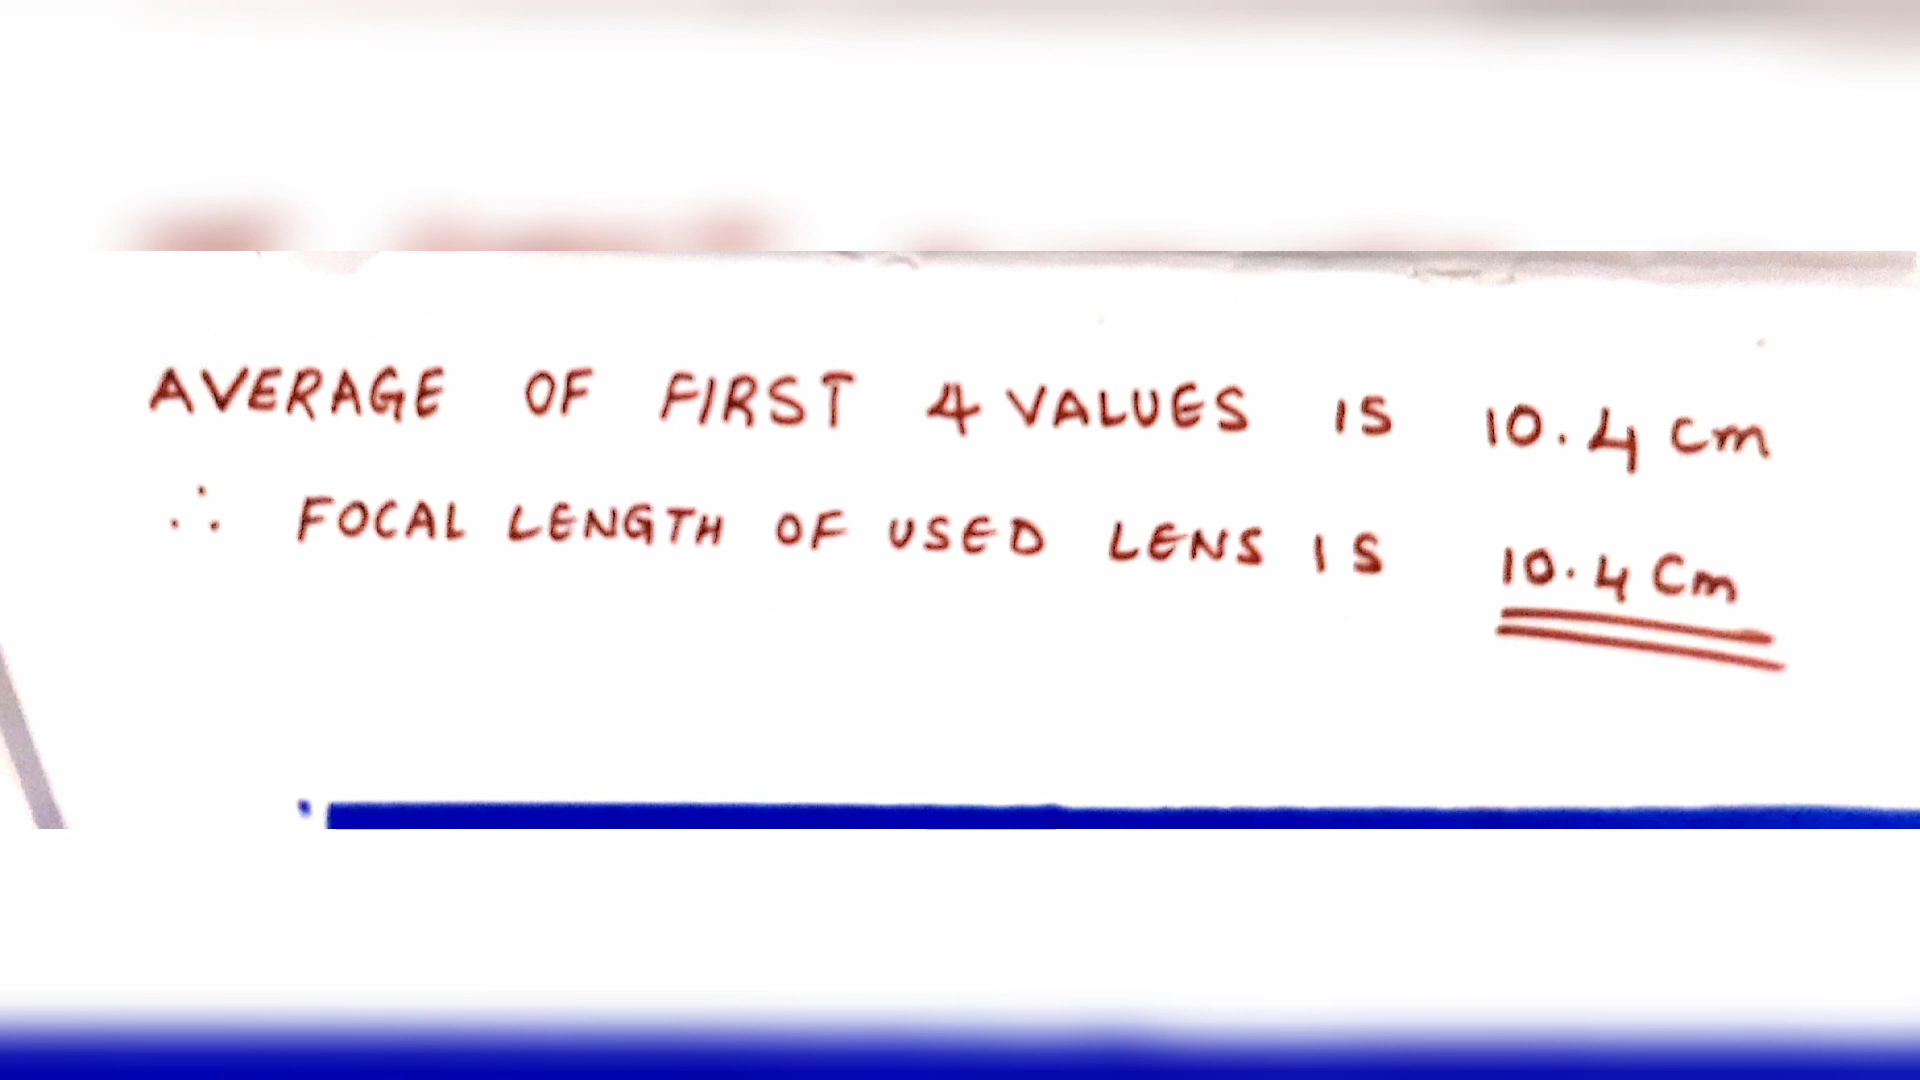 AVERAGE OF FIRST 4 VALUES IS 10.4 cm
∴ FOCAL LENGTH OF USED LENS IS 10.4 Cm